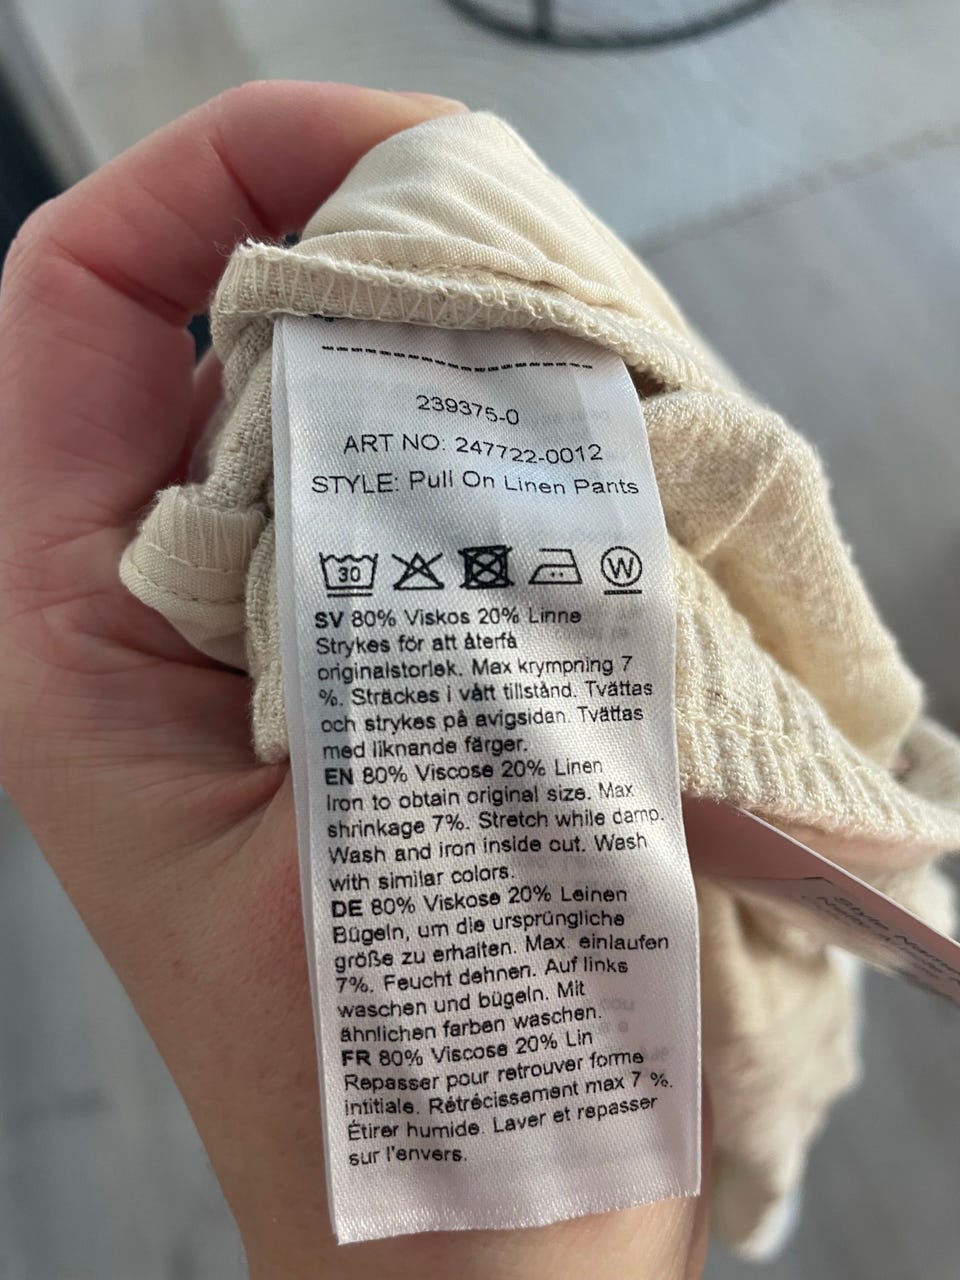 239375-0
ART NO: 247722-0012
STYLE: Pull On Linen Pants
30
W
SV 80% Viskos 20% Linne
Strykes för att återfå
originalstorlek. Max krympning 7
%. Sträckes i vått tillstånd. Tvättas
och strykes på avigsidan. Tvättas
med liknande färger.
EN 80% Viscose 20% Linen
Iron to obtain original size. Max
shrinkage 7%. Stretch while damp.
Wash and iron inside out. Wash
with similar colors.
DE 80% Viskose 20% Leinen
Bügeln, um die ursprüngliche
größe zu erhalten. Max. einlaufen
7%. Feucht dehnen. Auf links
waschen und bügeln. Mit
ähnlichen farben waschen.
FR 80% Viscose 20% Lin
Repasser pour retrouver forme
intitiale. Rétrécissement max 7 %.
Étirer humide. Laver et repasser
sur l'envers.
Style Name